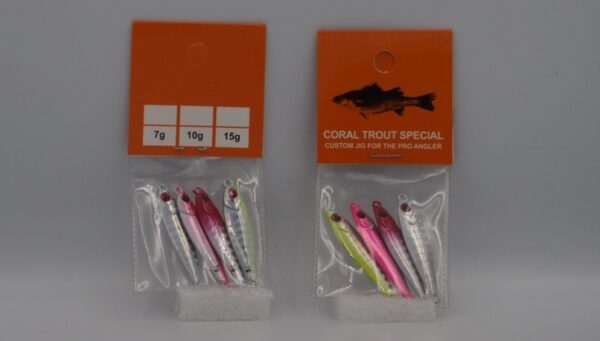 7g 10g 15g
CORAL TROUT SPECIAL
CUSTOM JIG FOR THE PRO ANGLER